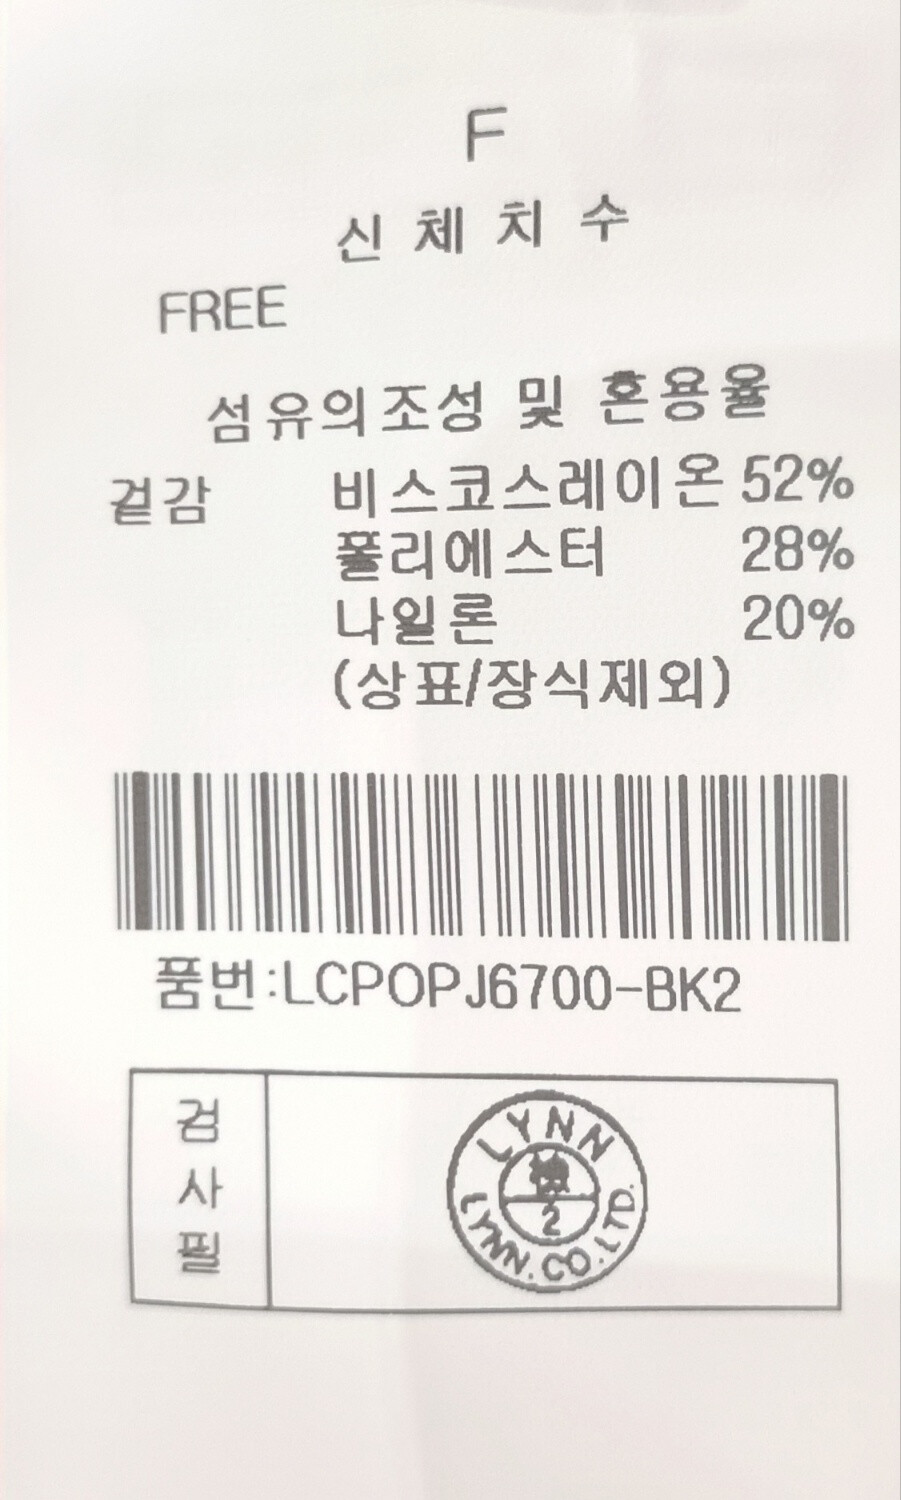 F
신체치수
FREE
섬유의조성 및 혼용율
겉감 비스코스레이온 52%
폴리에스터 28%
나일론 20%
(상표/장식제외)
품번:LCPOPJ6700-BK2
검사필
LYNN
2
LYNN.CO.LTD.